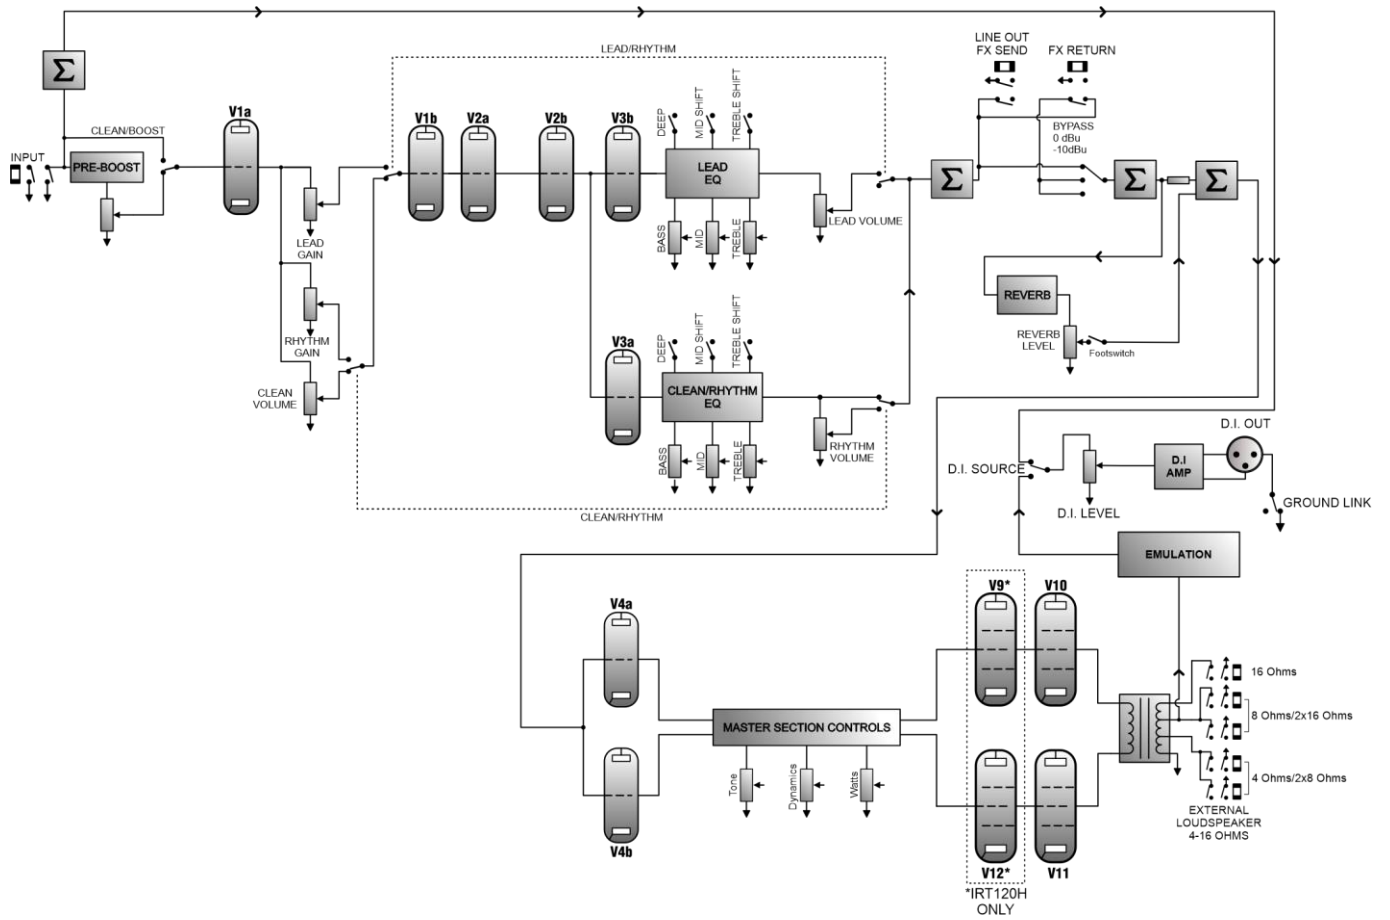 LEAD/RHYTHM
LINE OUT
FX SEND
FX RETURN
Σ
CLEAN/BOOST
V1a
V1b
V2a
V2b
V3b
DEEP
MID SHIFT
TREBLE SHIFT
BYPASS
0 dBu
-10dBu
INPUT
PRE-BOOST
LEAD
EQ
Σ
Σ
Σ
LEAD VOLUME
BASS
MID
TREBLE
LEAD
GAIN
REVERB
RHYTHM
GAIN
V3a
DEEP
MID SHIFT
TREBLE SHIFT
REVERB
LEVEL
Footswitch
CLEAN
VOLUME
CLEAN/RHYTHM
EQ
RHYTHM
VOLUME
BASS
MID
TREBLE
CLEAN/RHYTHM
D.I. OUT
D.I. SOURCE
D.I
AMP
D.I. LEVEL
GROUND LINK
EMULATION
V4a
V9*
V10
16 Ohms
8 Ohms/2x16 Ohms
MASTER SECTION CONTROLS
4 Ohms/2x8 Ohms
Tone
Dynamics
Watts
EXTERNAL
LOUDSPEAKER
4-16 OHMS
V4b
V12*
V11
*IRT120H
ONLY